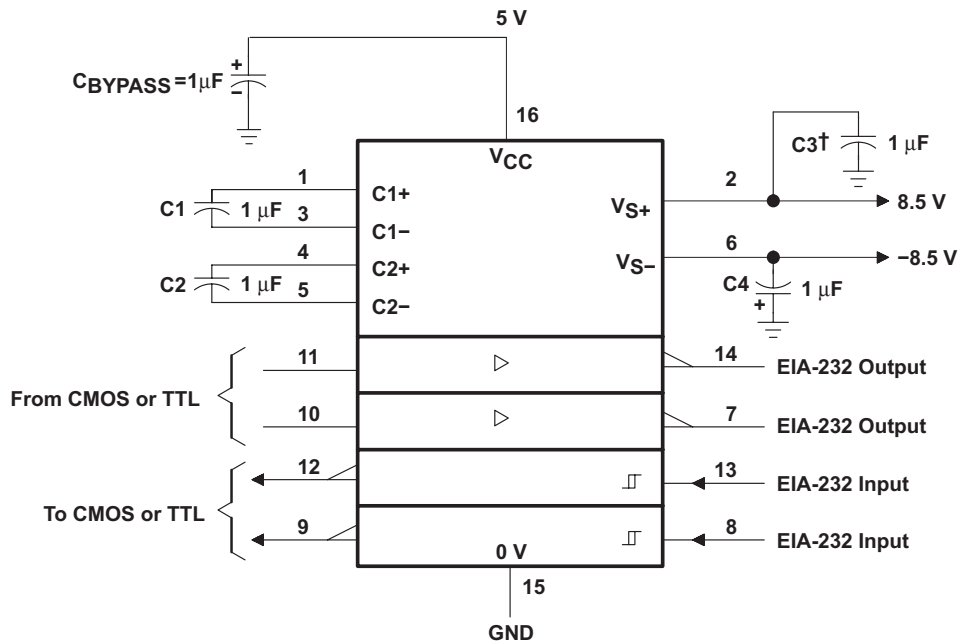 5 V
CBYPASS =1μF
+
−
16
VCC
C3†
1 μF
1
C1+
2
VS+
8.5 V
C1
1 μF
3
C1−
4
C2+
6
VS−
−8.5 V
C2
1 μF
5
C2−
C4
+
1 μF
11
14
EIA-232 Output
From CMOS or TTL
10
7
EIA-232 Output
12
13
EIA-232 Input
To CMOS or TTL
9
8
EIA-232 Input
0 V
15
GND